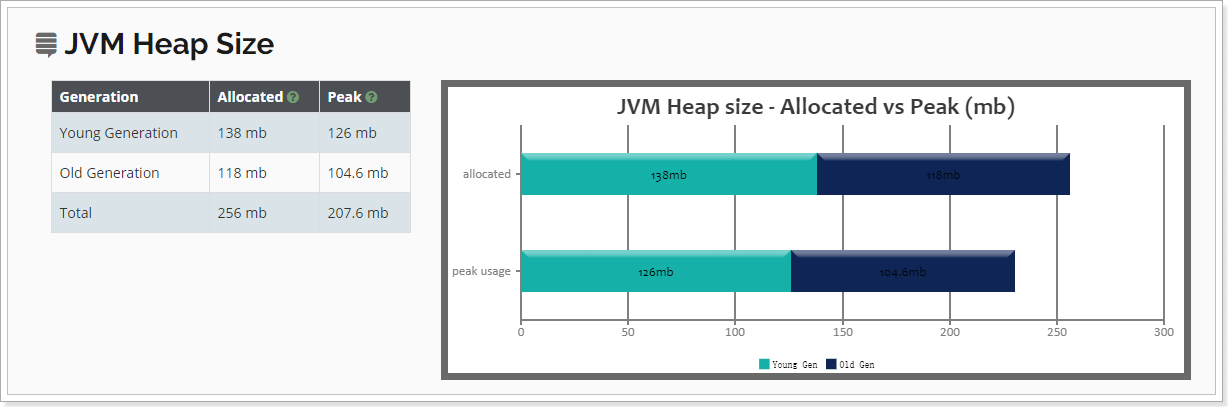 JVM Heap Size
Generation Allocated Peak
Young Generation 138 mb 126 mb
Old Generation 118 mb 104.6 mb
Total 256 mb 207.6 mb
JVM Heap size - Allocated vs Peak (mb)
allocated 138mb 118mb
peak usage 126mb 104.6mb
0 50 100 150 200 250 300
Young Gen Old Gen